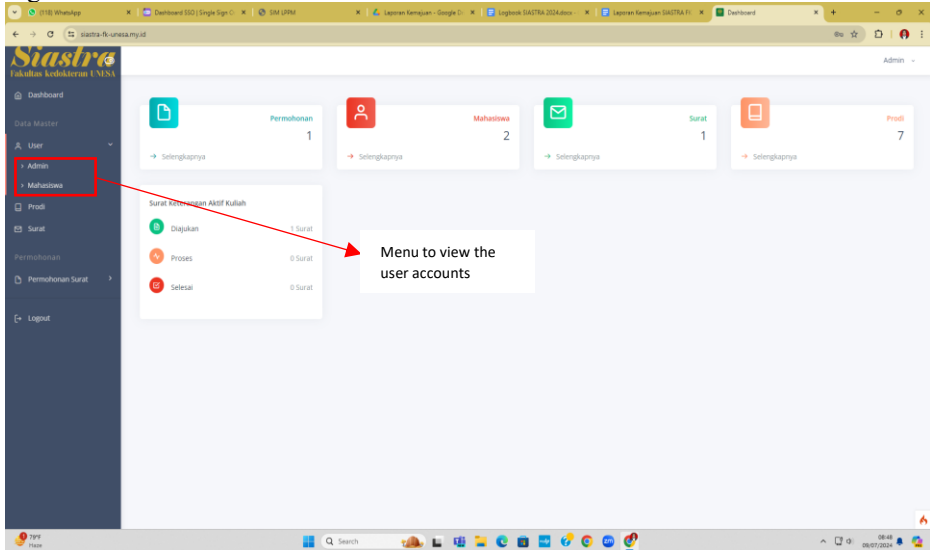 (118) WhatsApp
Dashboard SSO | Single Sign O
SIM LPPM
Laporan Kemajuan - Google Dr
Logbook SIASTRA 2024.docx
Laporan Kemajuan SIASTRA FK
Dashboard
siastra-fk-unesa.my.id
Siastra
Fakultas kedokteran UNESA
Admin
Dashboard
Data Master
User
Admin
Mahasiswa
Prodi
Surat
Permohonan
Permohonan Surat
Logout
Permohonan
1
Selengkapnya
Mahasiswa
2
Selengkapnya
Surat
1
Selengkapnya
Prodi
7
Selengkapnya
Surat Keterangan Aktif Kuliah
Diajukan 1 Surat
Proses 0 Surat
Selesai 0 Surat
Menu to view the
user accounts
79°F
Haze
Search
08:48
09/07/2024